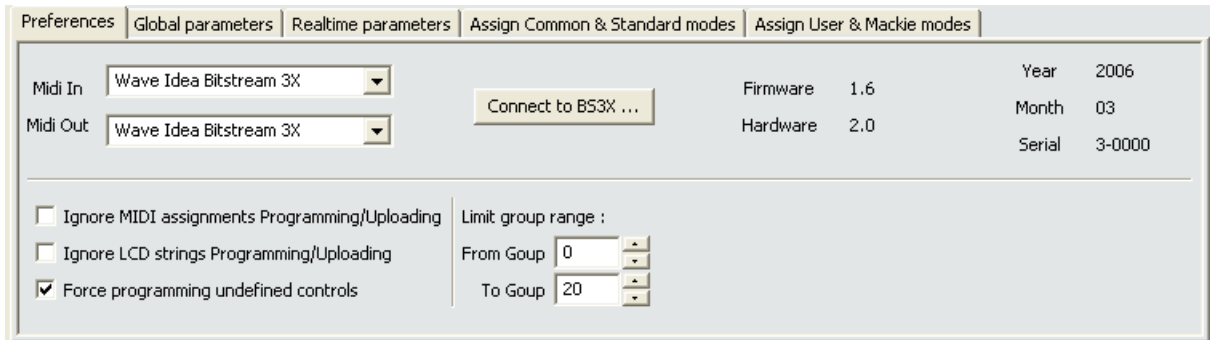 Preferences Global parameters Realtime parameters Assign Common & Standard modes Assign User & Mackie modes
Midi In Wave Idea Bitstream 3X
Midi Out Wave Idea Bitstream 3X
Connect to BS3X ...
Firmware 1.6
Hardware 2.0
Year 2006
Month 03
Serial 3-0000
Ignore MIDI assignments Programming/Uploading
Ignore LCD strings Programming/Uploading
Force programming undefined controls
Limit group range :
From Goup 0
To Goup 20